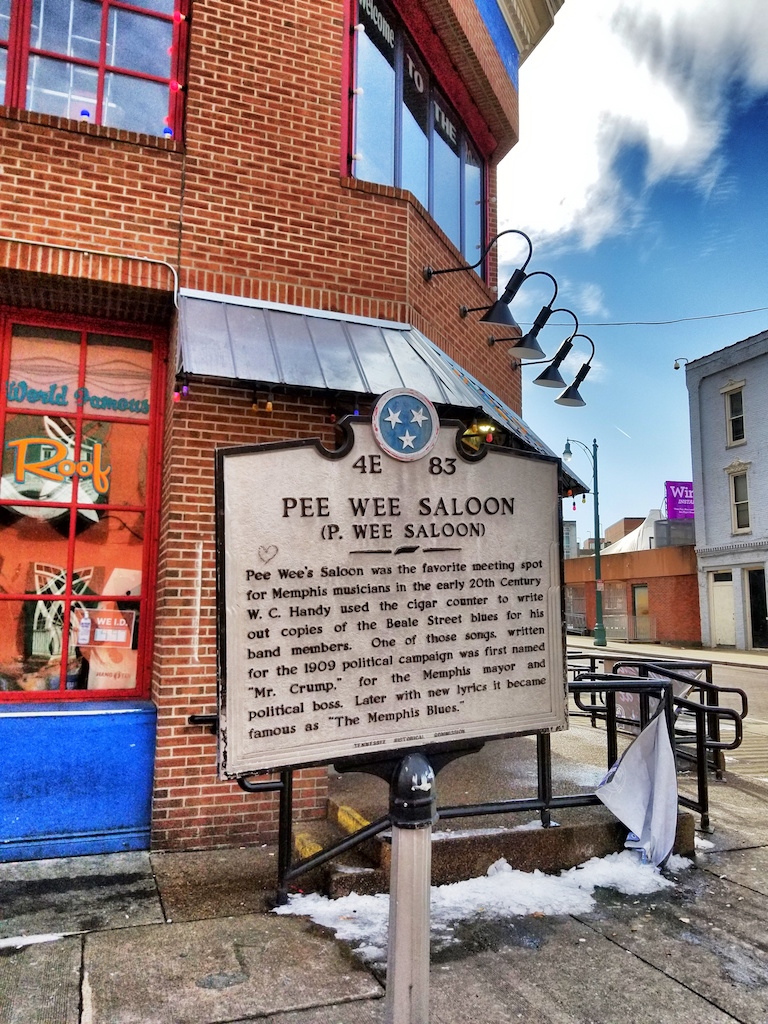 Welcome TO THE
World Famous
Roof
WE I.D.
Win
4E 83
PEE WEE SALOON
(P. WEE SALOON)
Pee Wee's Saloon was the favorite meeting spot
for Memphis musicians in the early 20th Century
W. C. Handy used the cigar counter to write
out copies of the Beale Street blues for his
band members. One of those songs, written
for the 1909 political campaign was first named
"Mr. Crump," for the Memphis mayor and
political boss. Later with new lyrics it became
famous as "The Memphis Blues."
TENNESSEE HISTORICAL COMMISSION